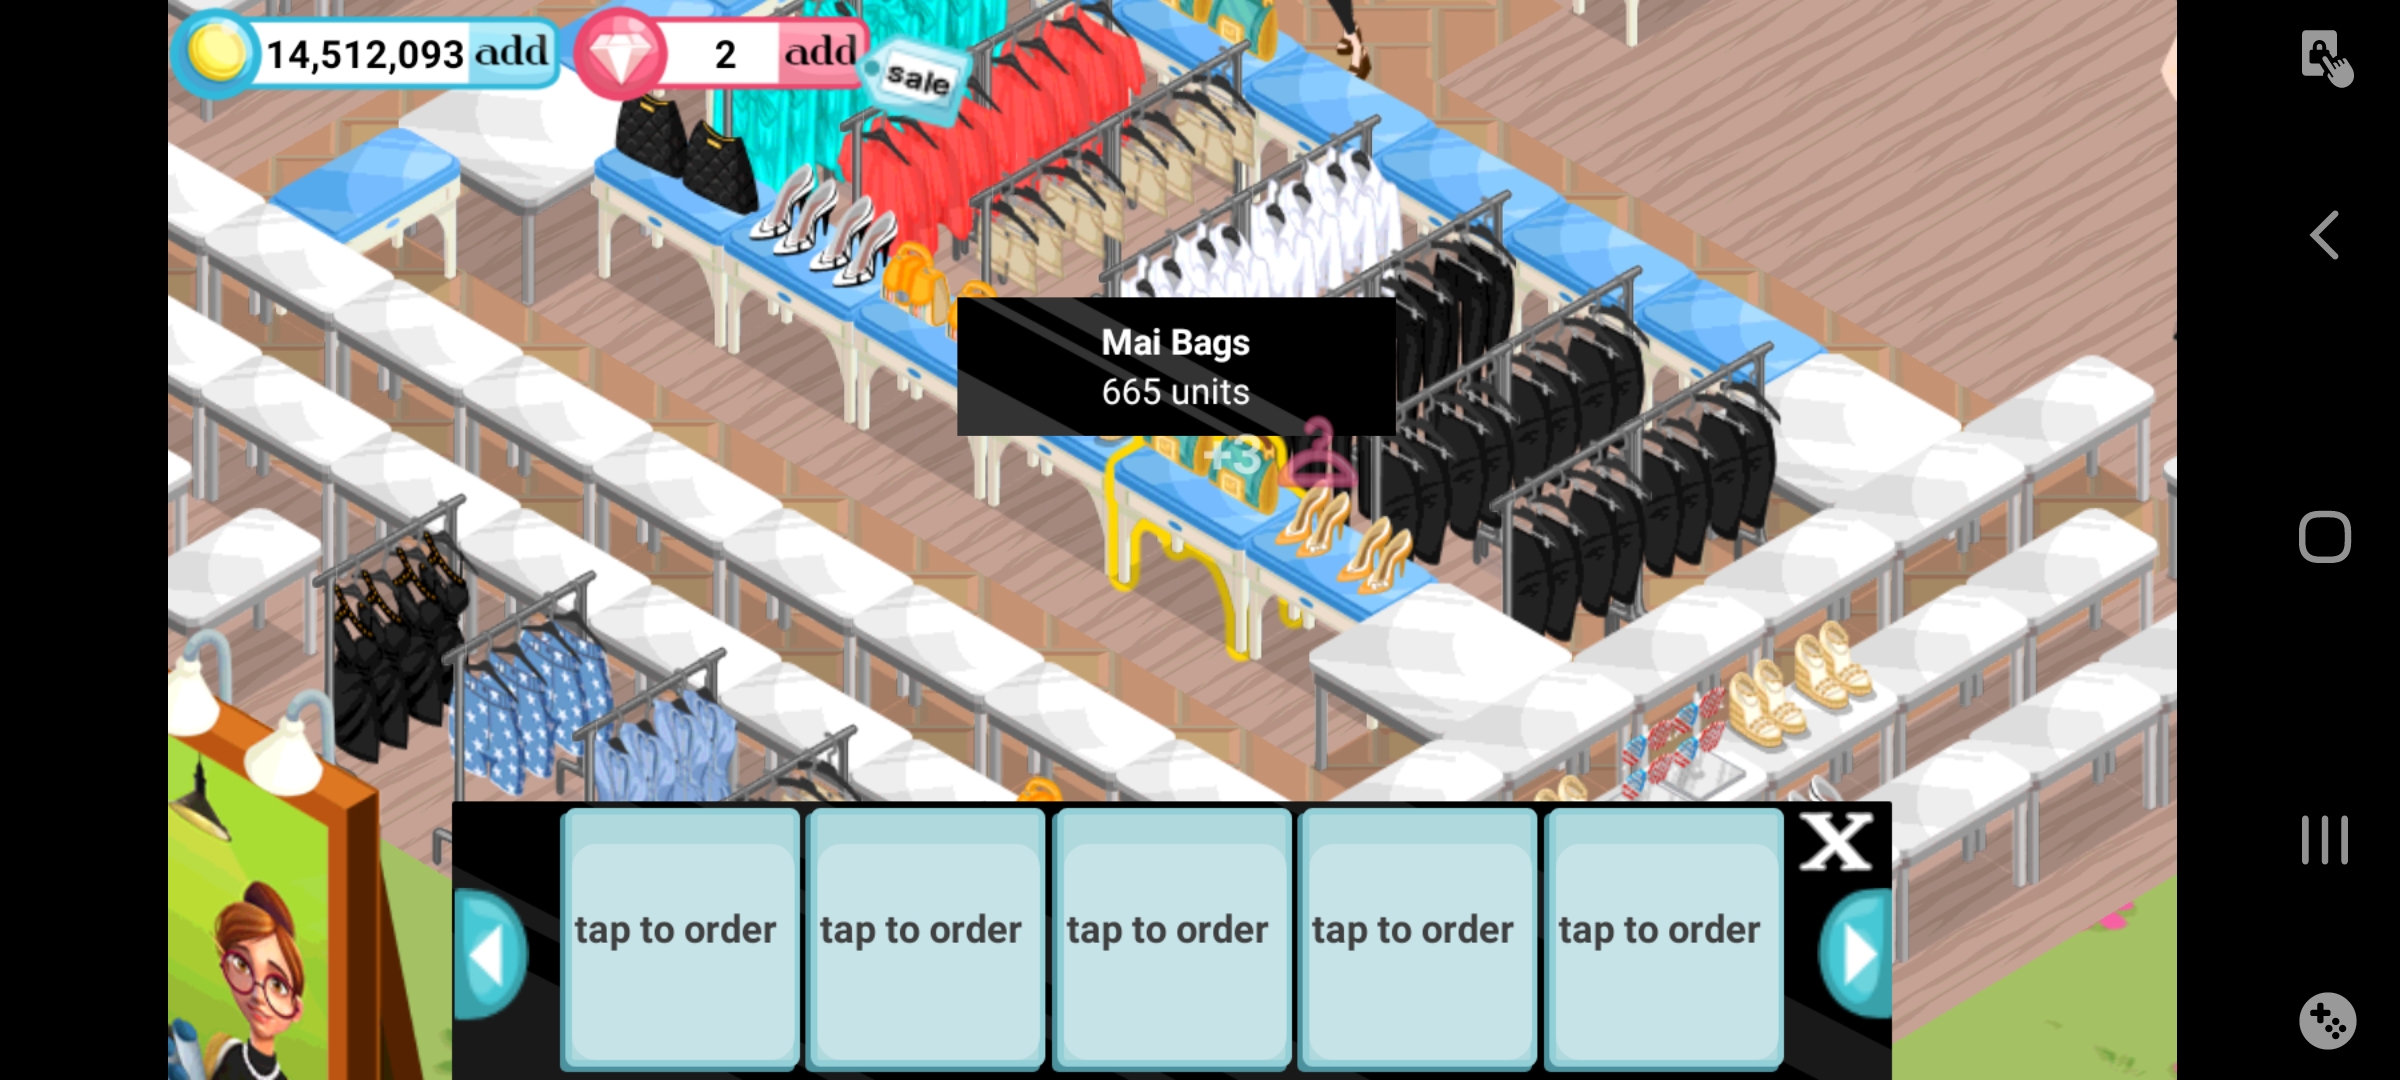 14,512,093 add
2 add
sale
Mai Bags
665 units
+3
X
tap to order
tap to order
tap to order
tap to order
tap to order